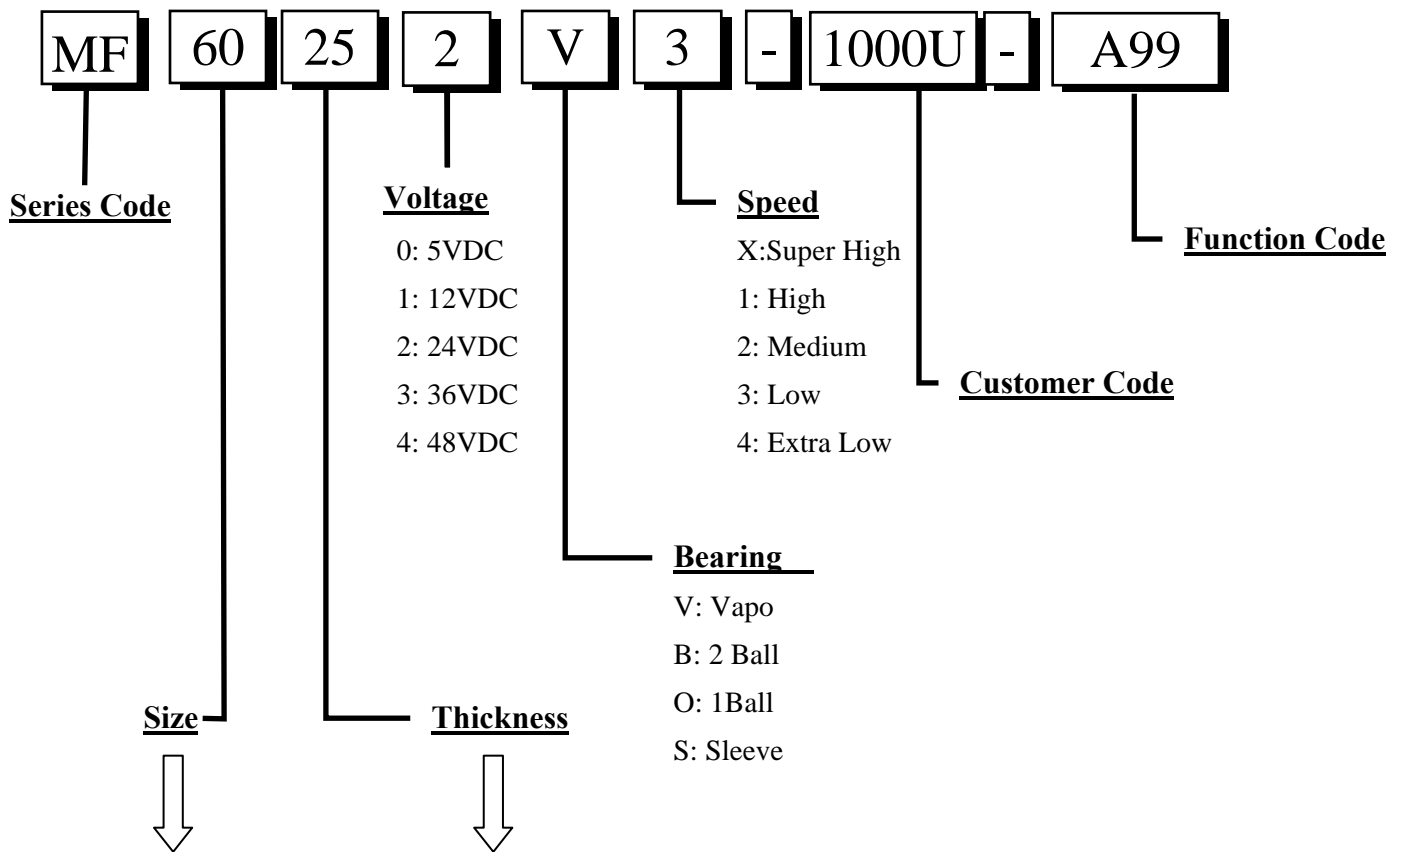 MF 60 25 2 V 3 - 1000U - A99
Series Code
Voltage
0: 5VDC
1: 12VDC
2: 24VDC
3: 36VDC
4: 48VDC
Speed
X:Super High
1: High
2: Medium
3: Low
4: Extra Low
Function Code
Customer Code
Bearing
V: Vapo
B: 2 Ball
O: 1Ball
S: Sleeve
Size
Thickness